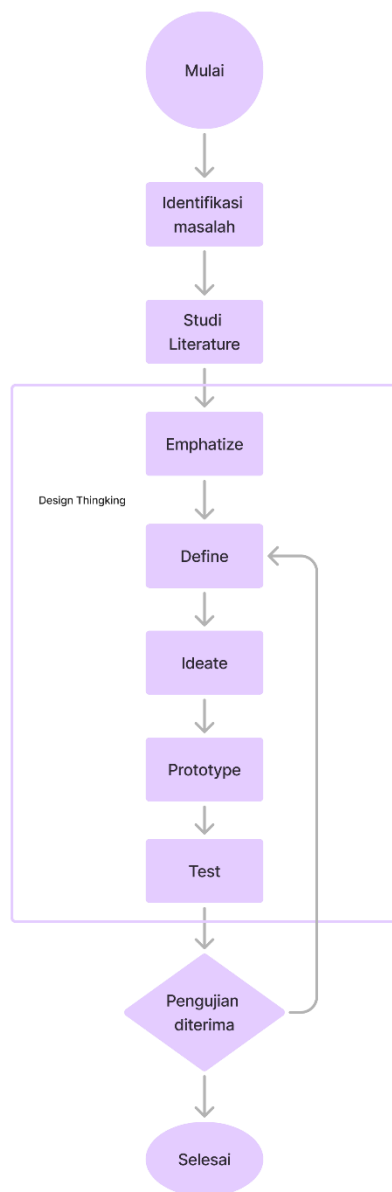 Mulai
Identifikasi
masalah
Studi
Literature
Emphatize
Design Thingking
Define
Ideate
Prototype
Test
Pengujian
diterima
Selesai